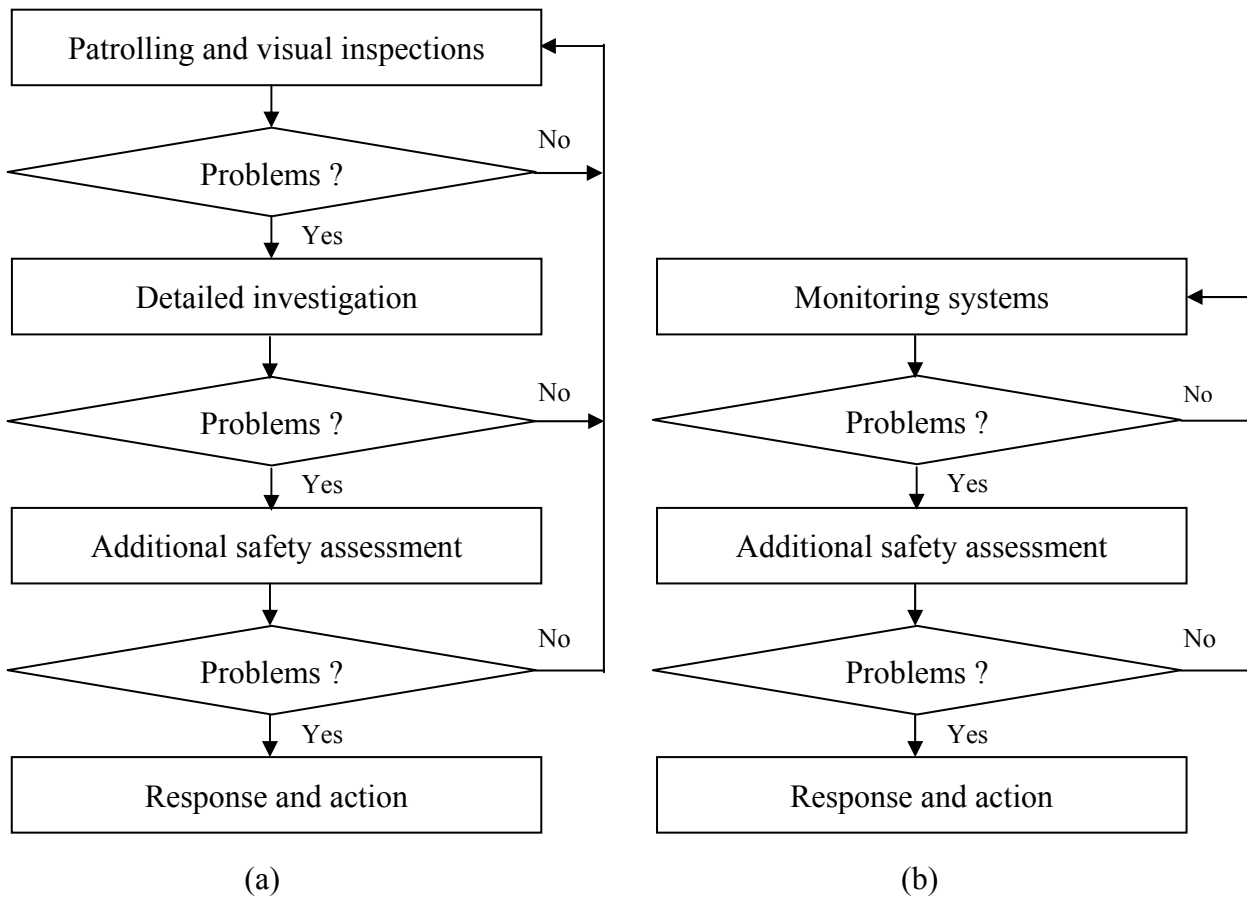 Patrolling and visual inspections
No
Problems ?
Yes
Detailed investigation
No
Problems ?
Yes
Additional safety assessment
No
Problems ?
Yes
Response and action
(a)
Monitoring systems
No
Problems ?
Yes
Additional safety assessment
No
Problems ?
Yes
Response and action
(b)